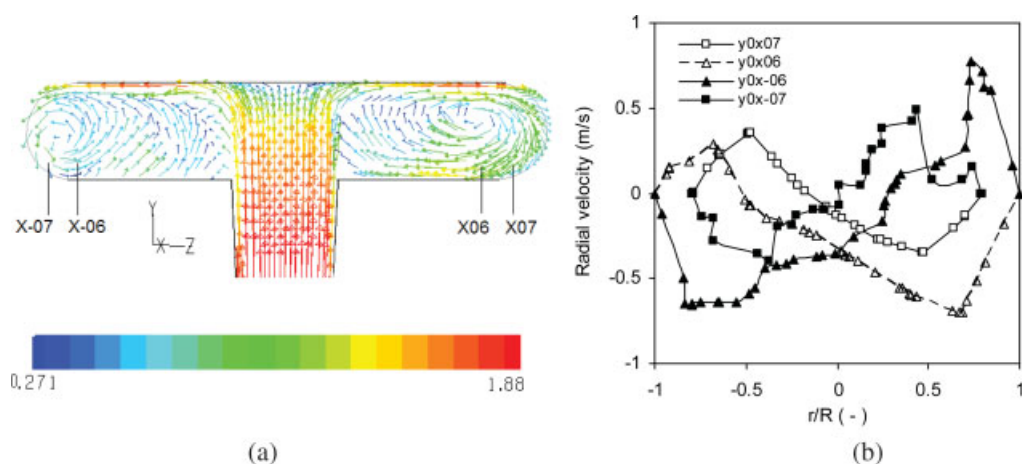 X-07 X-06
Y
X Z
X06 X07
0.271
1.88
(a)
y0x07
y0x06
y0x-06
y0x-07
Radial velocity (m/s)
1
0.5
0
-0.5
-1
-1 -0.5 0 0.5 1
r/R ( - )
(b)